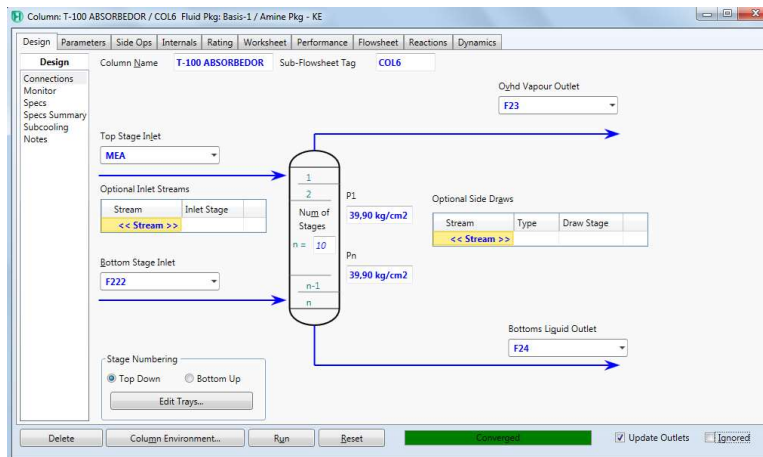 Column: T-100 ABSORBEDOR / COL6 Fluid Pkg: Basis-1 / Amine Pkg - KE
Design Parameters Side Ops Internals Rating Worksheet Performance Flowsheet Reactions Dynamics
Design
Connections
Monitor
Specs
Specs Summary
Subcooling
Notes
Column Name T-100 ABSORBEDOR Sub-Flowsheet Tag COL6
Ovhd Vapour Outlet
F23
Top Stage Inlet
MEA
Optional Inlet Streams
Stream Inlet Stage
<< Stream >>
Bottom Stage Inlet
F222
1
2
Num of
Stages
n = 10
n-1
n
P1
39,90 kg/cm2
Pn
39,90 kg/cm2
Optional Side Draws
Stream Type Draw Stage
<< Stream >>
Bottoms Liquid Outlet
F24
Stage Numbering
Top Down Bottom Up
Edit Trays...
Delete Column Environment... Run Reset Converged Update Outlets Ignored